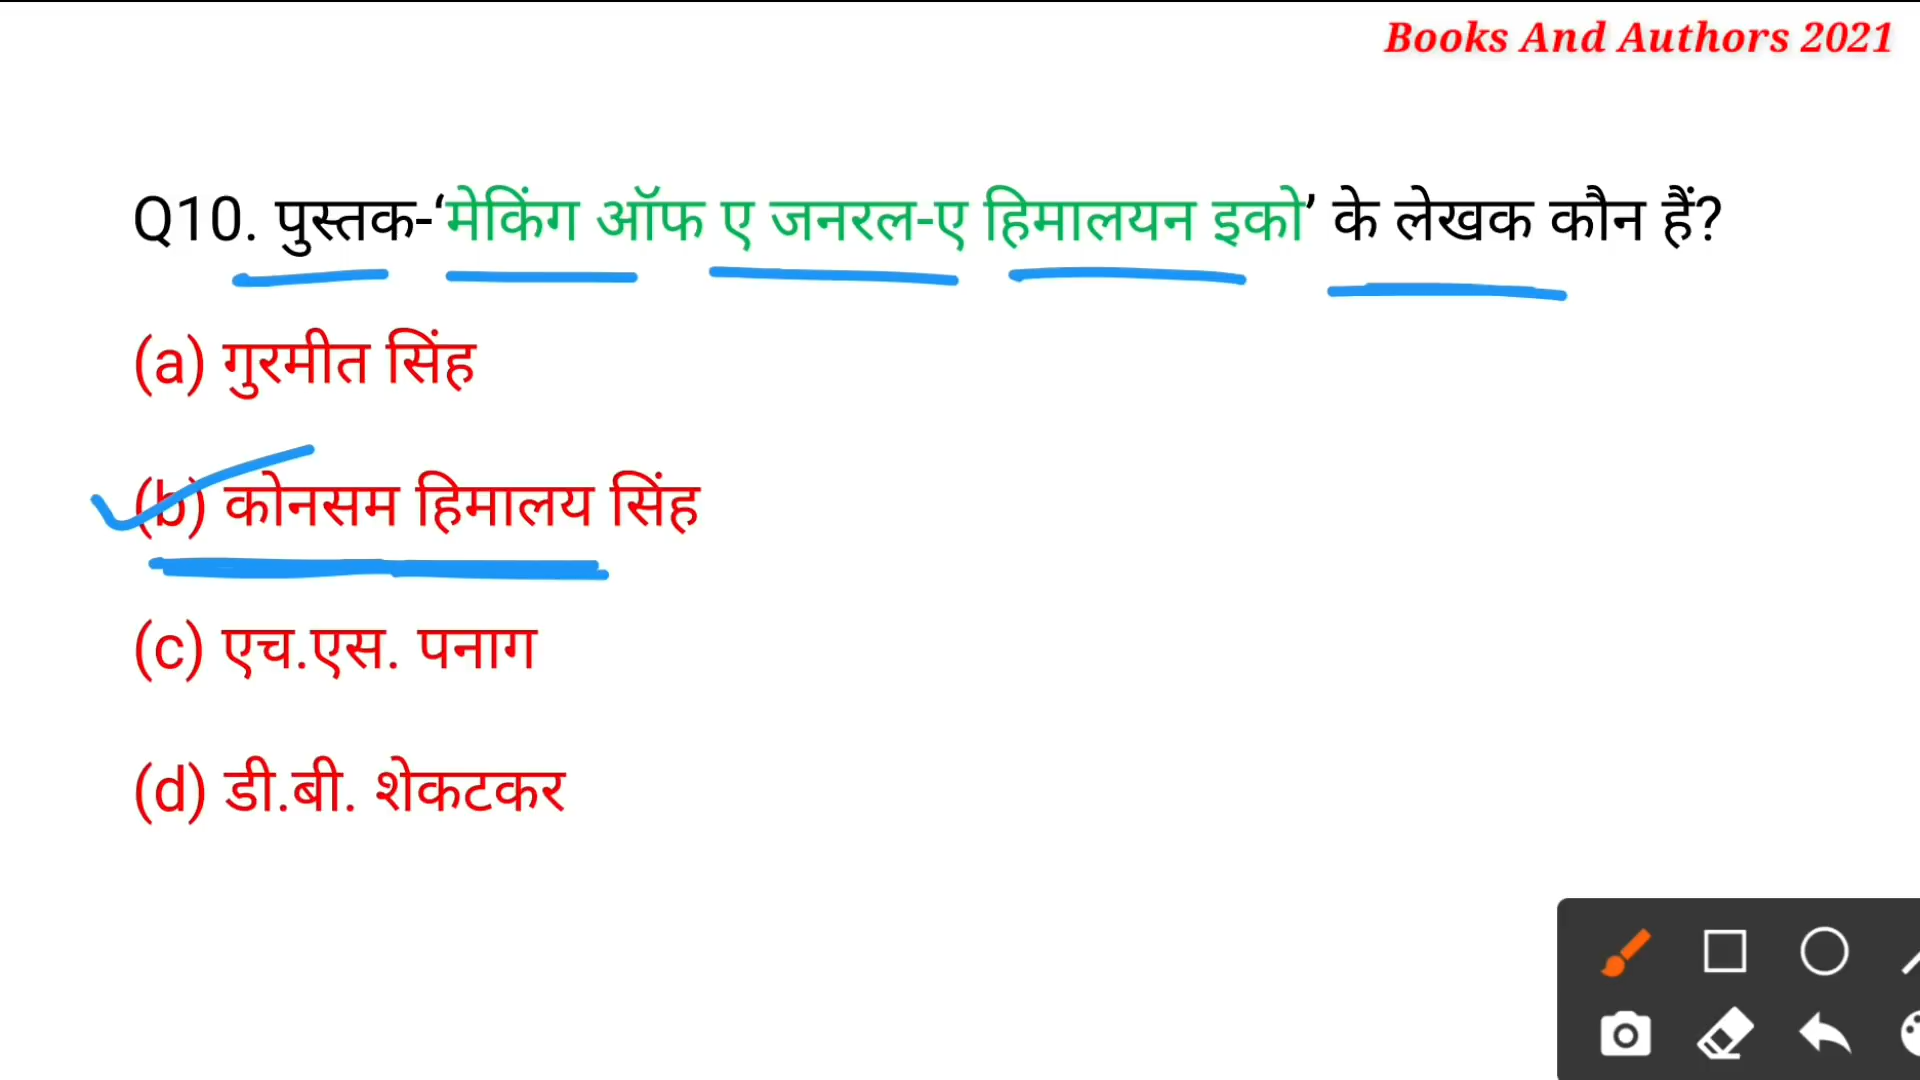 Books And Authors 2021
Q10. पुस्तक-‘मेकिंग ऑफ ए जनरल-ए हिमालयन इको’ के लेखक कौन हैं?
(a) गुरमीत सिंह
(b) कोनसम हिमालय सिंह
(c) एच.एस. पनाग
(d) डी.बी. शेकटकर